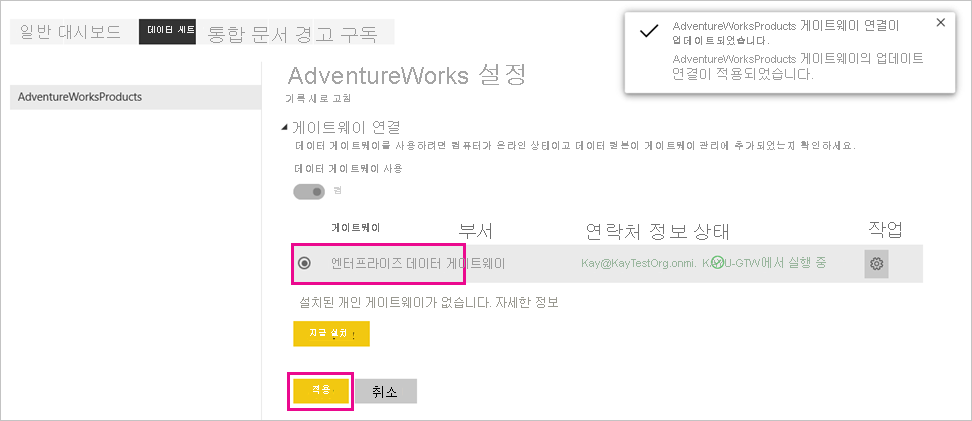 일반 대시보드 데이터 세트 통합 문서 경고 구독
AdventureWorksProducts 게이트웨이 연결이
업데이트되었습니다.
AdventureWorksProducts 게이트웨이의 업데이트
연결이 적용되었습니다.
AdventureWorksProducts
AdventureWorks 설정
기록 새로 고침
게이트웨이 연결
데이터 게이트웨이를 사용하려면 컴퓨터가 온라인 상태이고 데이터 원본이 게이트웨이 관리에 추가되었는지 확인하세요.
데이터 게이트웨이 사용
켬
게이트웨이 부서 연락처 정보 상태 작업
엔터프라이즈 데이터 게이트웨이 Kay@KayTestOrg.onmi. KAYU-GTW에서 실행 중
설치된 개인 게이트웨이가 없습니다. 자세한 정보
지금 설치
적용 취소